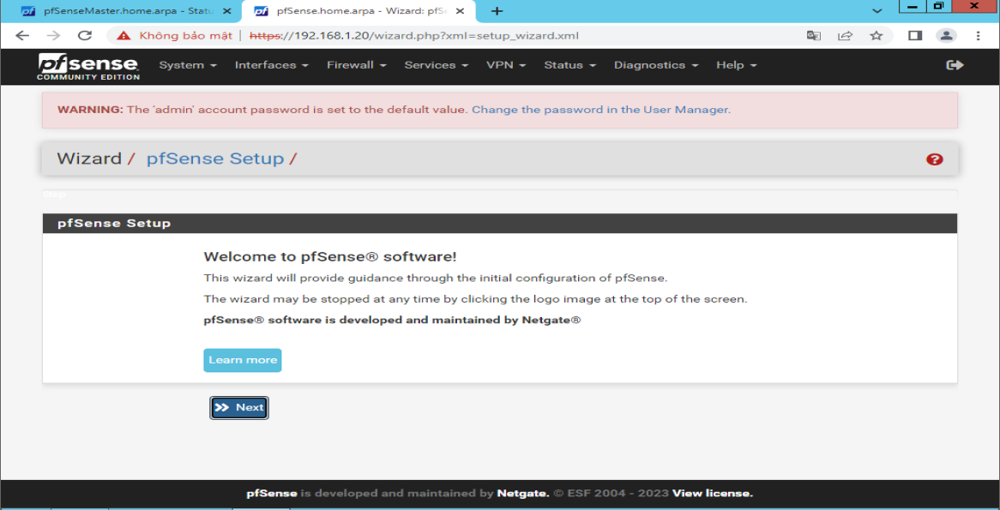 pfSenseMaster.home.arpa - Statu
pfSense.home.arpa - Wizard: pfSe
Không bảo mật | https://192.168.1.20/wizard.php?xml=setup_wizard.xml
pfsense
COMMUNITY EDITION
System Interfaces Firewall Services VPN Status Diagnostics Help
WARNING: The 'admin' account password is set to the default value. Change the password in the User Manager.
Wizard / pfSense Setup /
Step
pfSense Setup
Welcome to pfSense® software!
This wizard will provide guidance through the initial configuration of pfSense.
The wizard may be stopped at any time by clicking the logo image at the top of the screen.
pfSense® software is developed and maintained by Netgate®
Learn more
Next
pfSense is developed and maintained by Netgate. © ESF 2004 - 2023 View license.